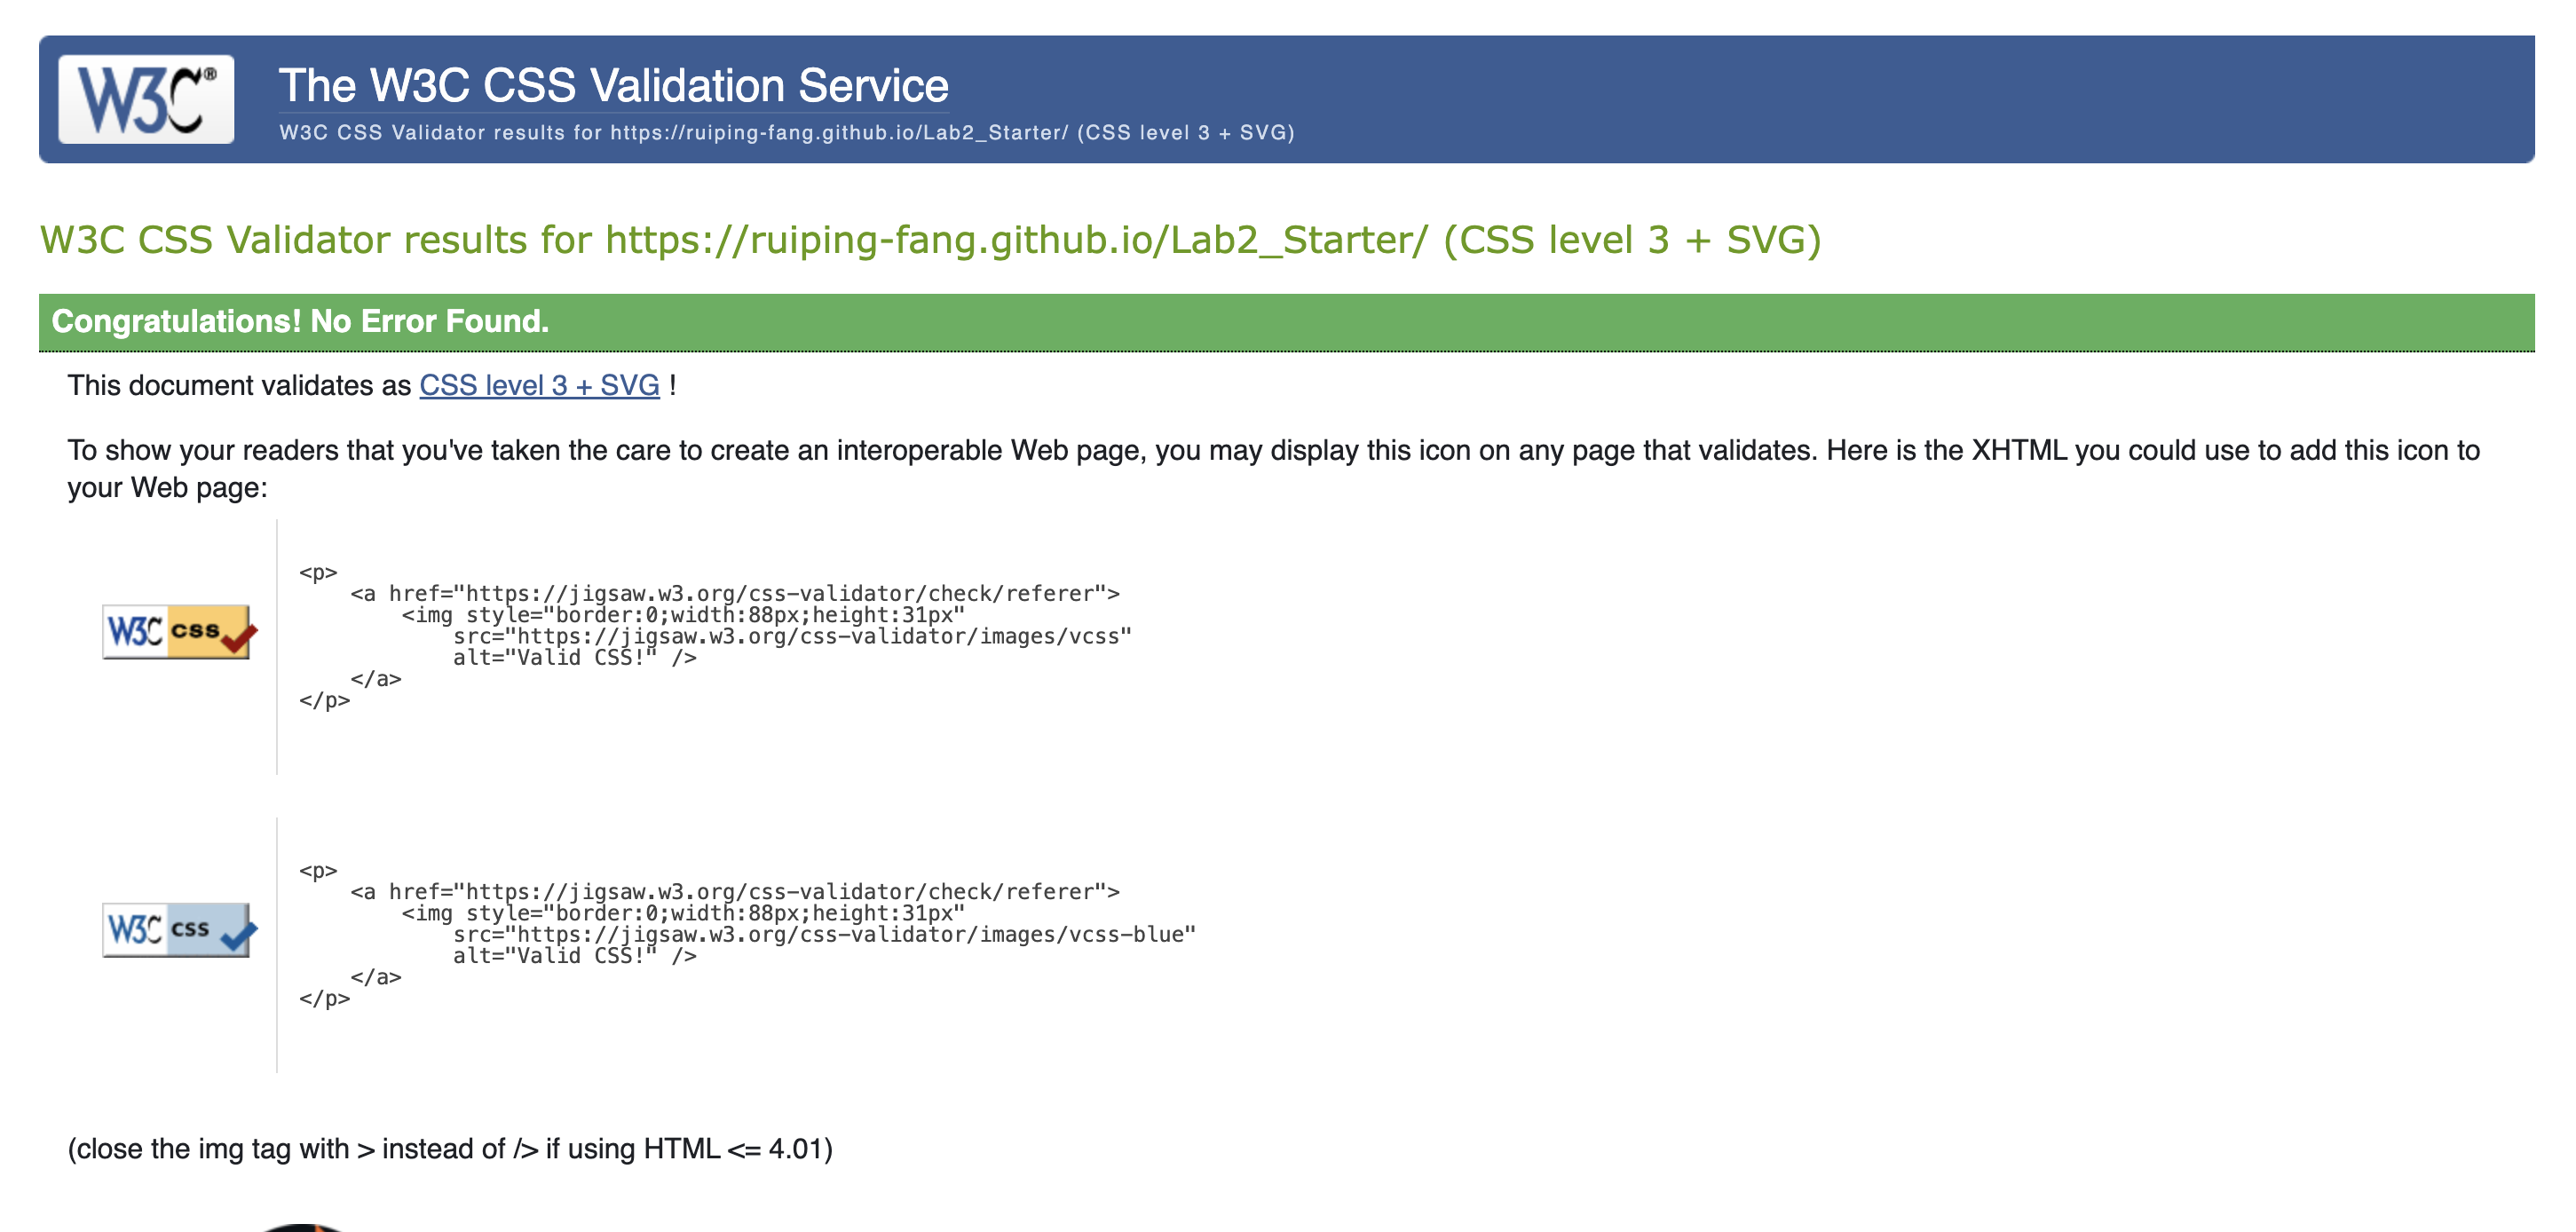 W3C®
The W3C CSS Validation Service
W3C CSS Validator results for https://ruiping-fang.github.io/Lab2_Starter/ (CSS level 3 + SVG)
W3C CSS Validator results for https://ruiping-fang.github.io/Lab2_Starter/ (CSS level 3 + SVG)
Congratulations! No Error Found.
This document validates as CSS level 3 + SVG !
To show your readers that you've taken the care to create an interoperable Web page, you may display this icon on any page that validates. Here is the XHTML you could use to add this icon to
your Web page:
<p>
    <a href="https://jigsaw.w3.org/css-validator/check/referer">
        <img style="border:0;width:88px;height:31px"
            src="https://jigsaw.w3.org/css-validator/images/vcss"
            alt="Valid CSS!" />
    </a>
</p>
W3C css
<p>
    <a href="https://jigsaw.w3.org/css-validator/check/referer">
        <img style="border:0;width:88px;height:31px"
            src="https://jigsaw.w3.org/css-validator/images/vcss-blue"
            alt="Valid CSS!" />
    </a>
</p>
W3C css
(close the img tag with > instead of /> if using HTML <= 4.01)